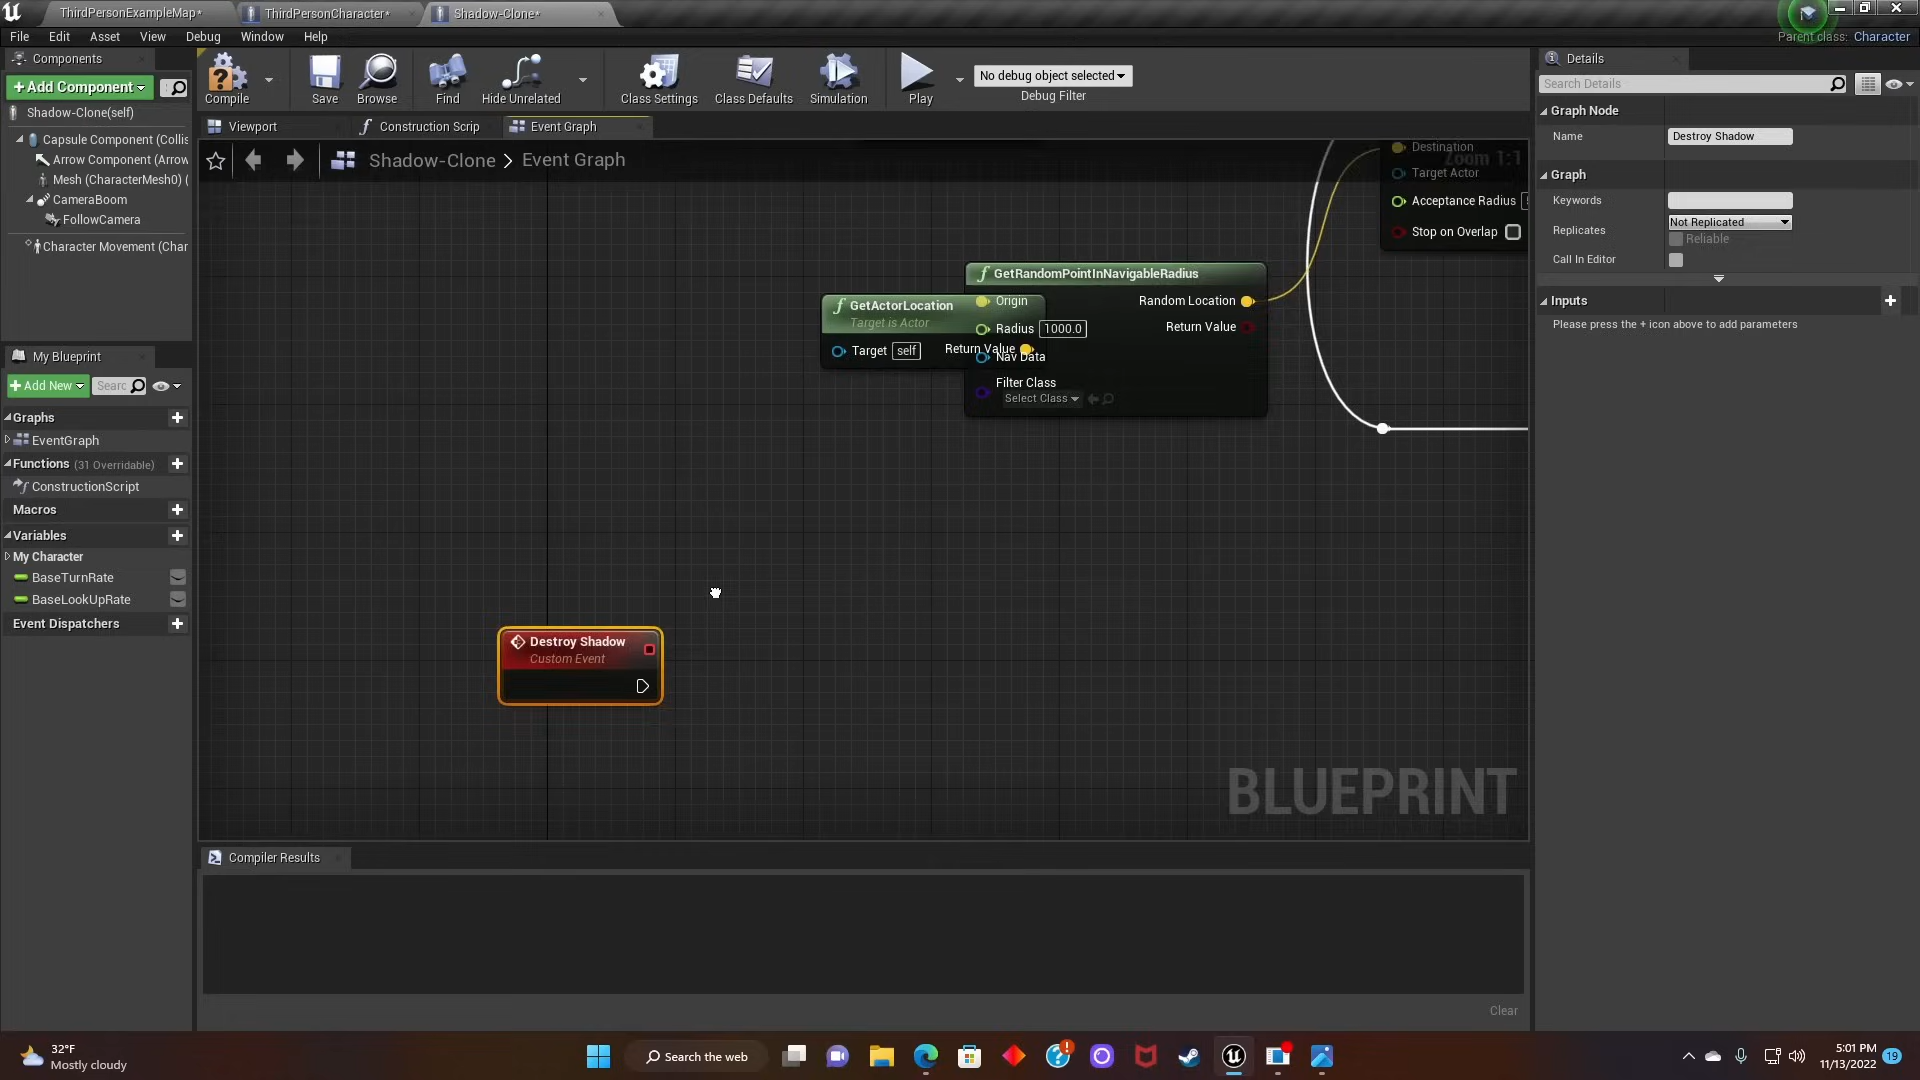 ThirdPersonExampleMap*
ThirdPersonCharacter*
Shadow-Clone*
File
Edit
Asset
View
Debug
Window
Help
Parent class: Character
Components
+Add Component
Shadow-Clone(self)
Capsule Component (Collis
Arrow Component (Arrow
Mesh (CharacterMesh0) (
CameraBoom
FollowCamera
Character Movement (Char
My Blueprint
+Add New
Searc
Graphs
EventGraph
Functions (31 Overridable)
ConstructionScript
Macros
Variables
My Character
BaseTurnRate
BaseLookUpRate
Event Dispatchers
Compile
Save
Browse
Find
Hide Unrelated
Class Settings
Class Defaults
Simulation
Play
No debug object selected
Debug Filter
Viewport
Construction Scrip
Event Graph
Shadow-Clone > Event Graph
Zoom 1:1
Destination
Target Actor
Acceptance Radius
Stop on Overlap
GetRandomPointInNavigableRadius
Origin
Random Location
Radius 1000.0
Return Value
Nav Data
Filter Class
Select Class
GetActorLocation
Target is Actor
Target self
Return Value
Destroy Shadow
Custom Event
BLUEPRINT
Compiler Results
Clear
Details
Search Details
Graph Node
Name Destroy Shadow
Graph
Keywords
Replicates Not Replicated
Reliable
Call In Editor
Inputs
Please press the + icon above to add parameters
32°F
Mostly cloudy
Search the web
5:01 PM
11/13/2022
19